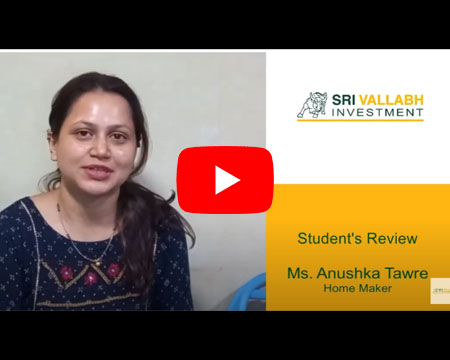 SRI VALLABH
INVESTMENT
Student's Review
Ms. Anushka Tawre
Home Maker